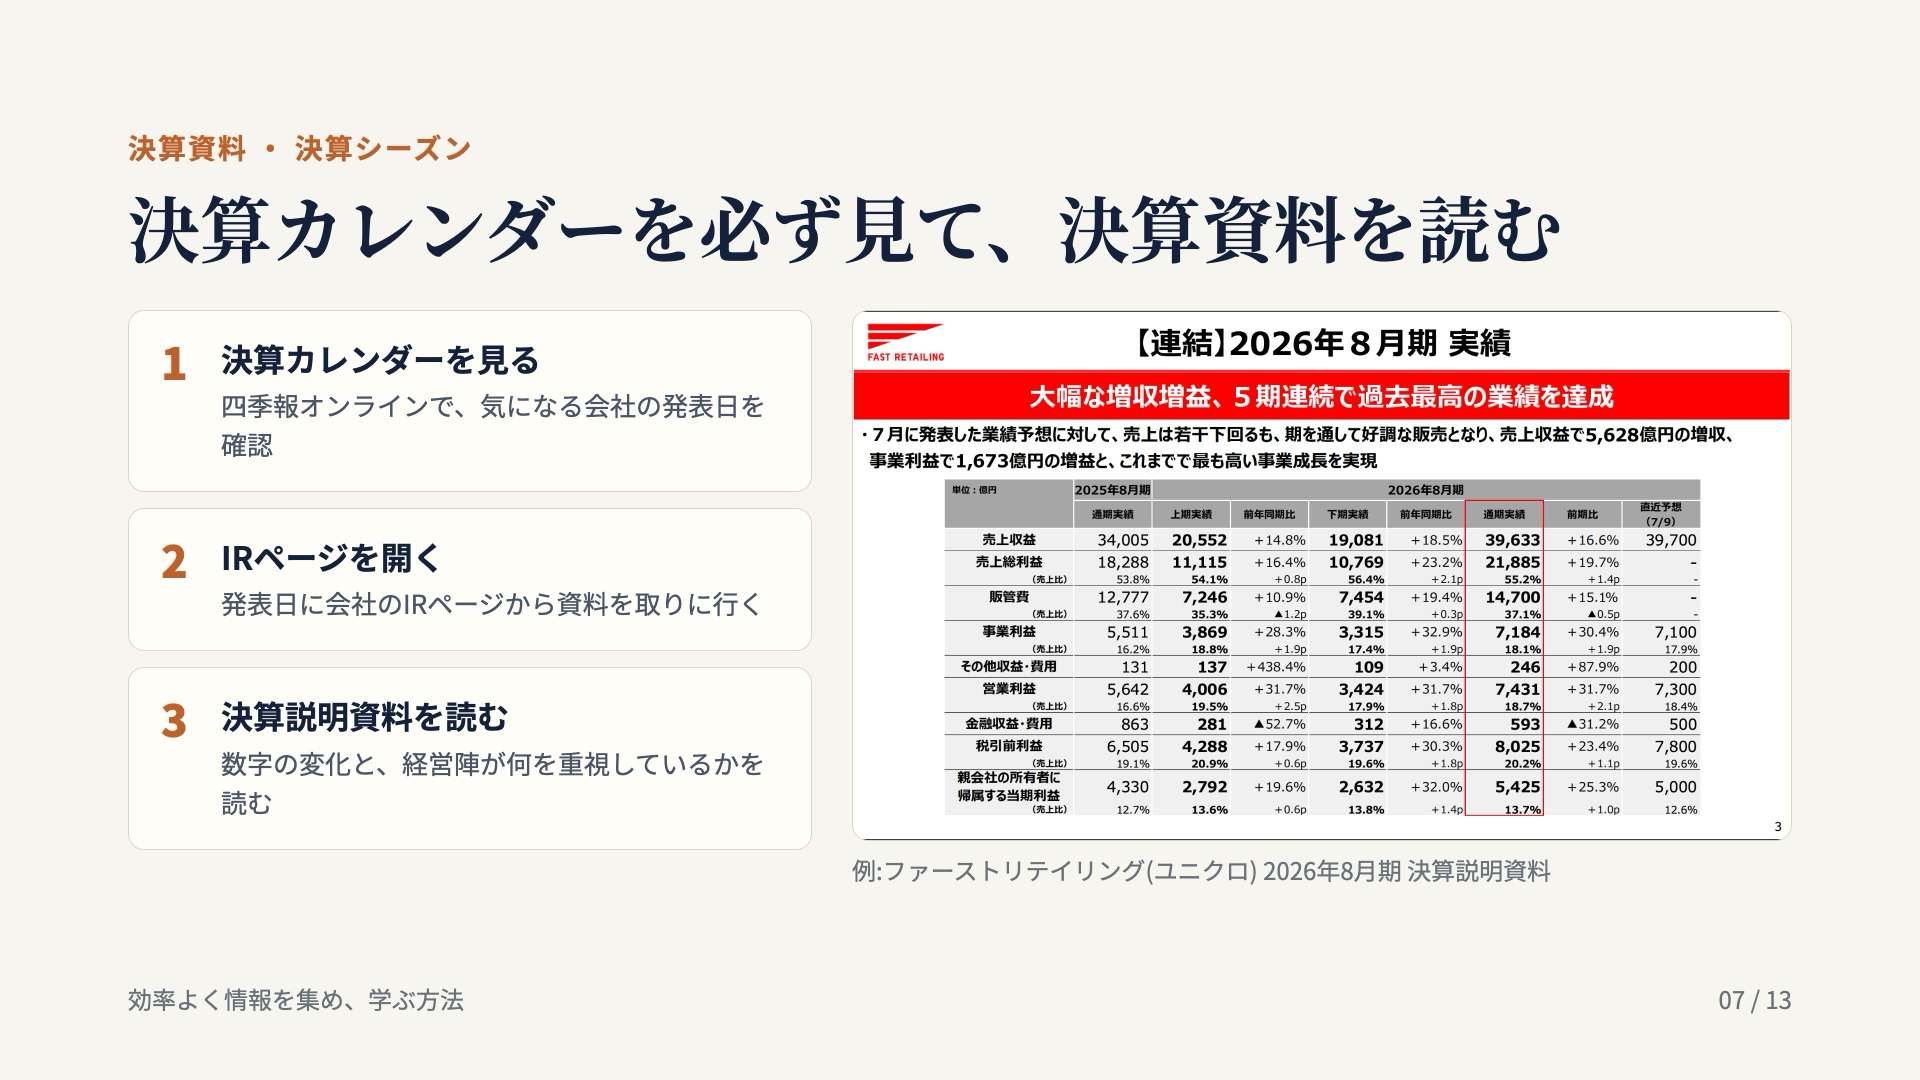 決算資料 ・ 決算シーズン
決算カレンダーを必ず見て、決算資料を読む
1 決算カレンダーを見る
四季報オンラインで、気になる会社の発表日を
確認
2 IRページを開く
発表日に会社のIRページから資料を取りに行く
3 決算説明資料を読む
数字の変化と、経営陣が何を重視しているかを
読む
FAST RETAILING
【連結】2026年８月期 実績
大幅な増収増益、５期連続で過去最高の業績を達成
・７月に発表した業績予想に対して、売上は若干下回るも、期を通して好調な販売となり、売上収益で5,628億円の増収、
事業利益で1,673億円の増益と、これまでで最も高い事業成長を実現
単位：億円 2025年8月期 2026年8月期
通期実績 上期実績 前年同期比 下期実績 前年同期比 通期実績 前期比 直近予想
（7/9）
売上収益 34,005 20,552 +14.8% 19,081 +18.5% 39,633 +16.6% 39,700
売上総利益 18,288 11,115 +16.4% 10,769 +23.2% 21,885 +19.7% -
（売上比） 53.8% 54.1% +0.8p 56.4% +2.1p 55.2% +1.4p -
販管費 12,777 7,246 +10.9% 7,454 +19.4% 14,700 +15.1% -
（売上比） 37.6% 35.3% ▲1.2p 39.1% +0.3p 37.1% ▲0.5p -
事業利益 5,511 3,869 +28.3% 3,315 +32.9% 7,184 +30.4% 7,100
（売上比） 16.2% 18.8% +1.9p 17.4% +1.9p 18.1% +1.9p 17.9%
その他収益・費用 131 137 +438.4% 109 +3.4% 246 +87.9% 200
営業利益 5,642 4,006 +31.7% 3,424 +31.7% 7,431 +31.7% 7,300
（売上比） 16.6% 19.5% +2.5p 17.9% +1.8p 18.7% +2.1p 18.4%
金融収益・費用 863 281 ▲52.7% 312 +16.6% 593 ▲31.2% 500
税引前利益 6,505 4,288 +17.9% 3,737 +30.3% 8,025 +23.4% 7,800
（売上比） 19.1% 20.9% +0.6p 19.6% +1.8p 20.2% +1.1p 19.6%
親会社の所有者に
帰属する当期利益 4,330 2,792 +19.6% 2,632 +32.0% 5,425 +25.3% 5,000
（売上比） 12.7% 13.6% +0.6p 13.8% +1.4p 13.7% +1.0p 12.6%
3
例:ファーストリテイリング(ユニクロ) 2026年8月期 決算説明資料
効率よく情報を集め、学ぶ方法
07 / 13